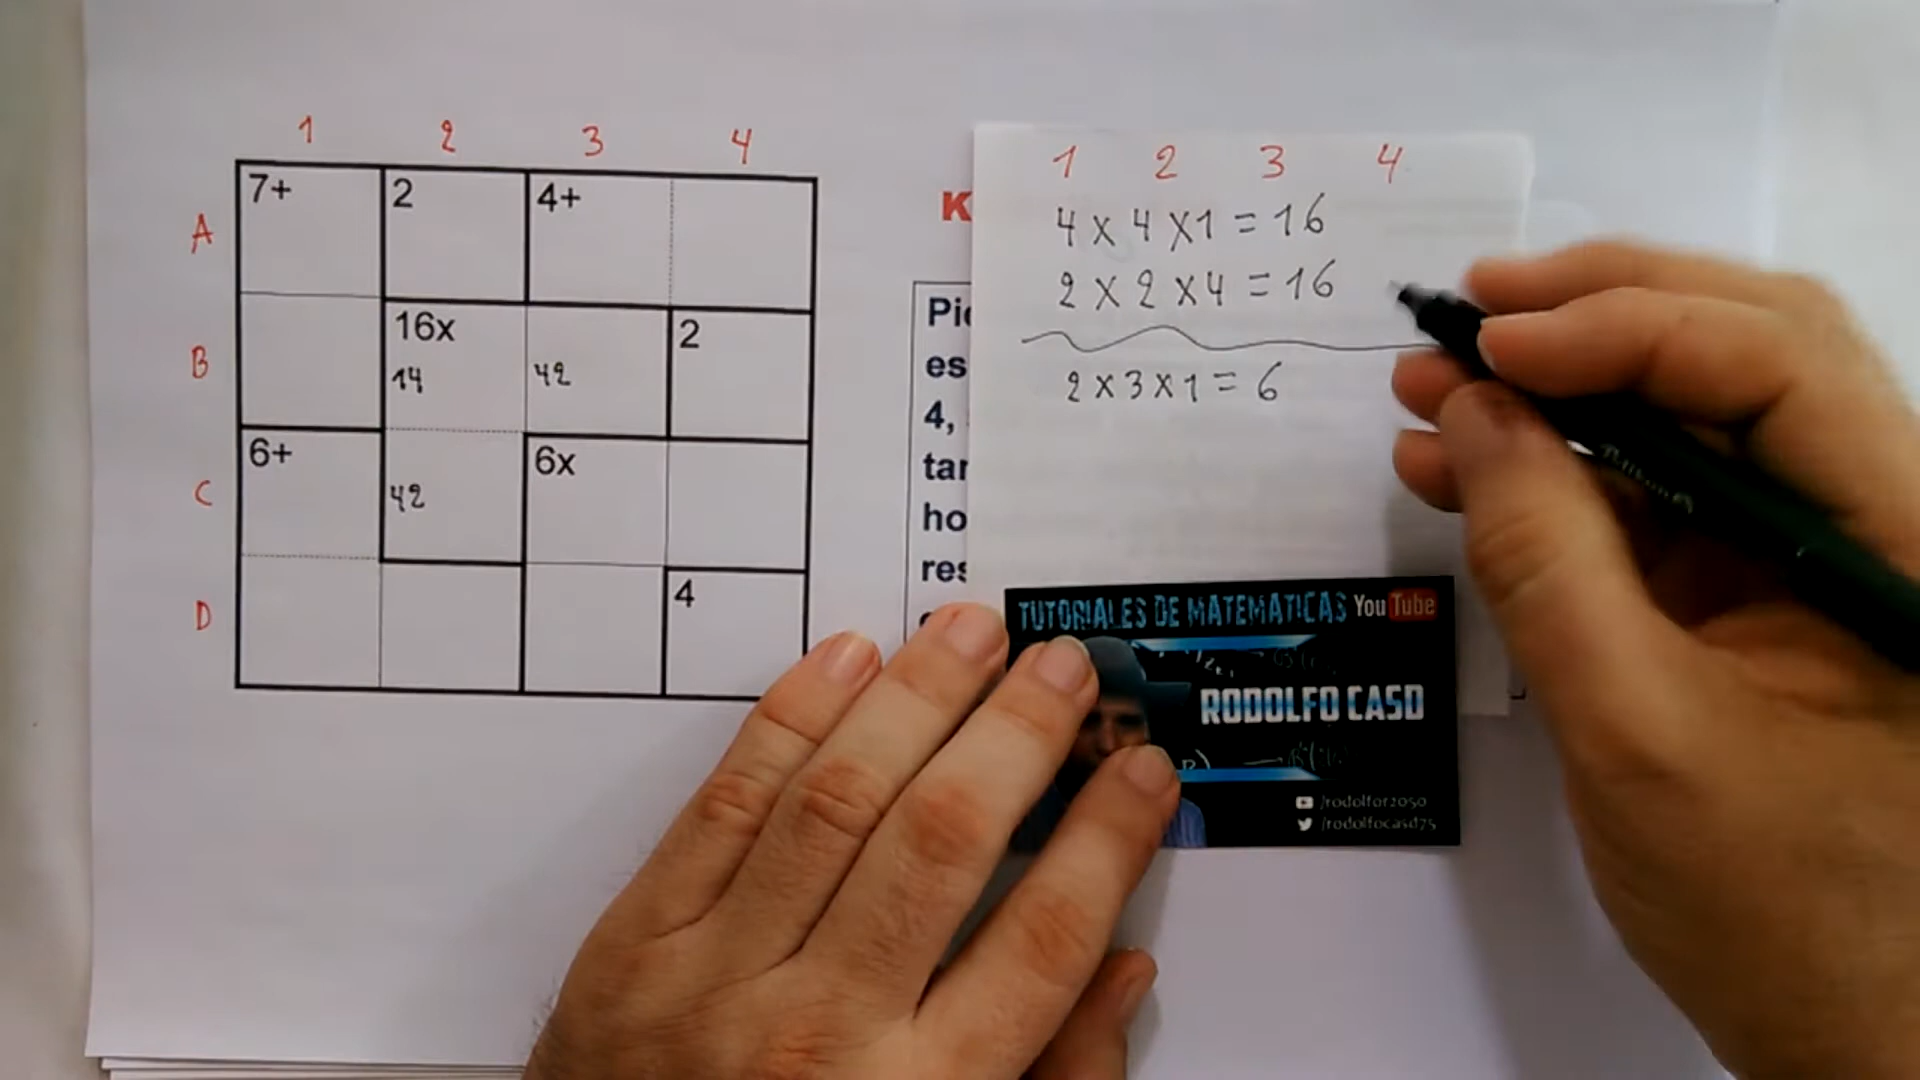 1 2 3 4
A 7+ 2 4+
B 16x 2
14 42
C 6+ 6x
42
D 4
K
Pi
es
4,
tar
ho
res
1 2 3 4
4 x 4 x 1 = 16
2 x 2 x 4 = 16
2 x 3 x 1 = 6
TUTORIALES DE MATEMATICAS YouTube
RODOLFO CASD
/rodolfor2050
/rodolfocasd75